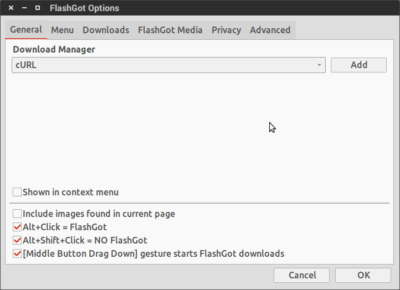 FlashGot Options
General Menu Downloads FlashGot Media Privacy Advanced
Download Manager
cURL Add
Shown in context menu
Include images found in current page
Alt+Click = FlashGot
Alt+Shift+Click = NO FlashGot
[Middle Button Drag Down] gesture starts FlashGot downloads
Cancel OK